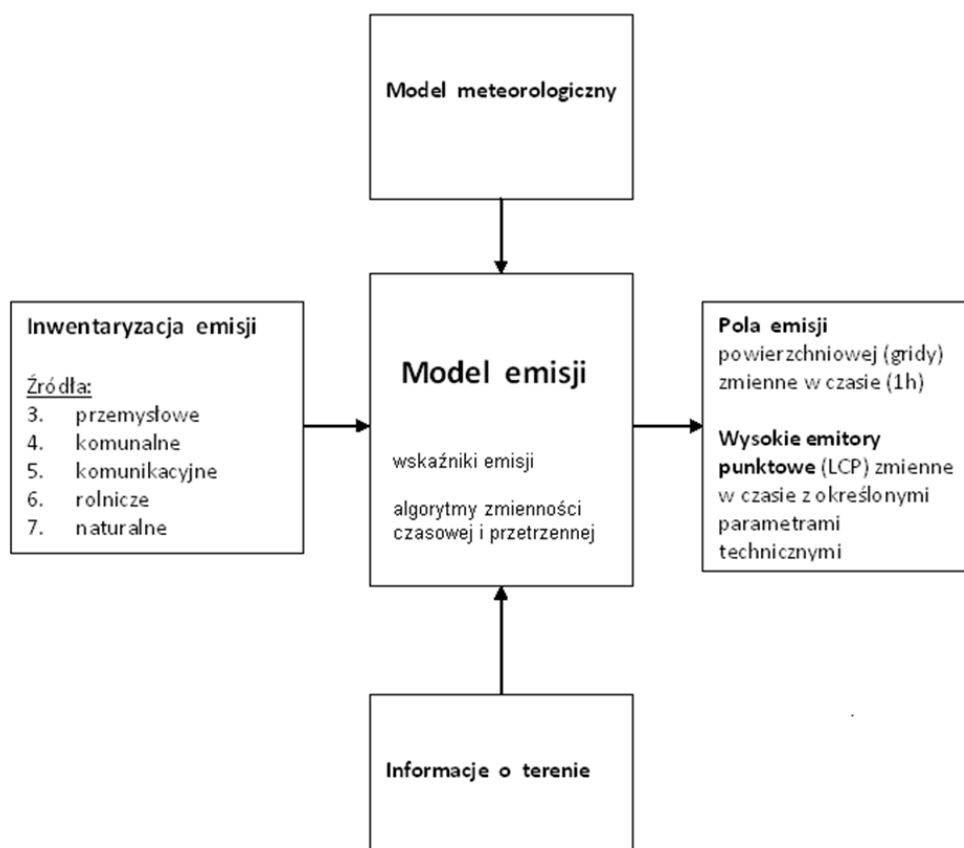 Model meteorologiczny
Inwentaryzacja emisji
Źródła:
3. przemysłowe
4. komunalne
5. komunikacyjne
6. rolnicze
7. naturalne
Model emisji
wskaźniki emisji
algorytmy zmienności
czasowej i przetrzennej
Pola emisji
powierzchniowej (gridy)
zmienne w czasie (1h)
Wysokie emitory
punktowe (LCP) zmienne
w czasie z określonymi
parametrami
technicznymi
Informacje o terenie